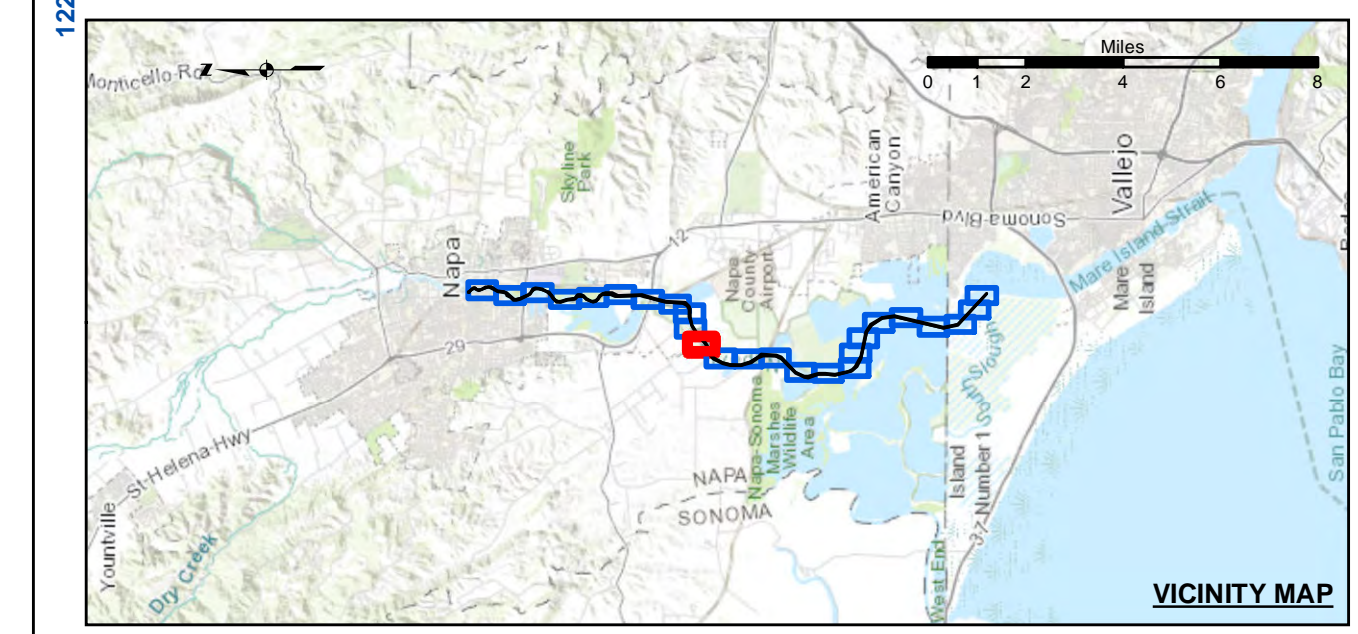 122
Monticello-Rd
Z
Miles
0 1 2 4 6 8
Skyline
Park
American
Canyon
Vallejo
Sonoma-Blvd
12
Napa
Napa
County
Airport
Mare Island Strait
Mare
Island
29
South Slough
St-Helena-Hwy
Napa-Sonoma
Marshes
Wildlife
Area
NAPA
SONOMA
Island
Number 1
37
San Pablo Bay
Yountville
Dry Creek
West End
VICINITY MAP